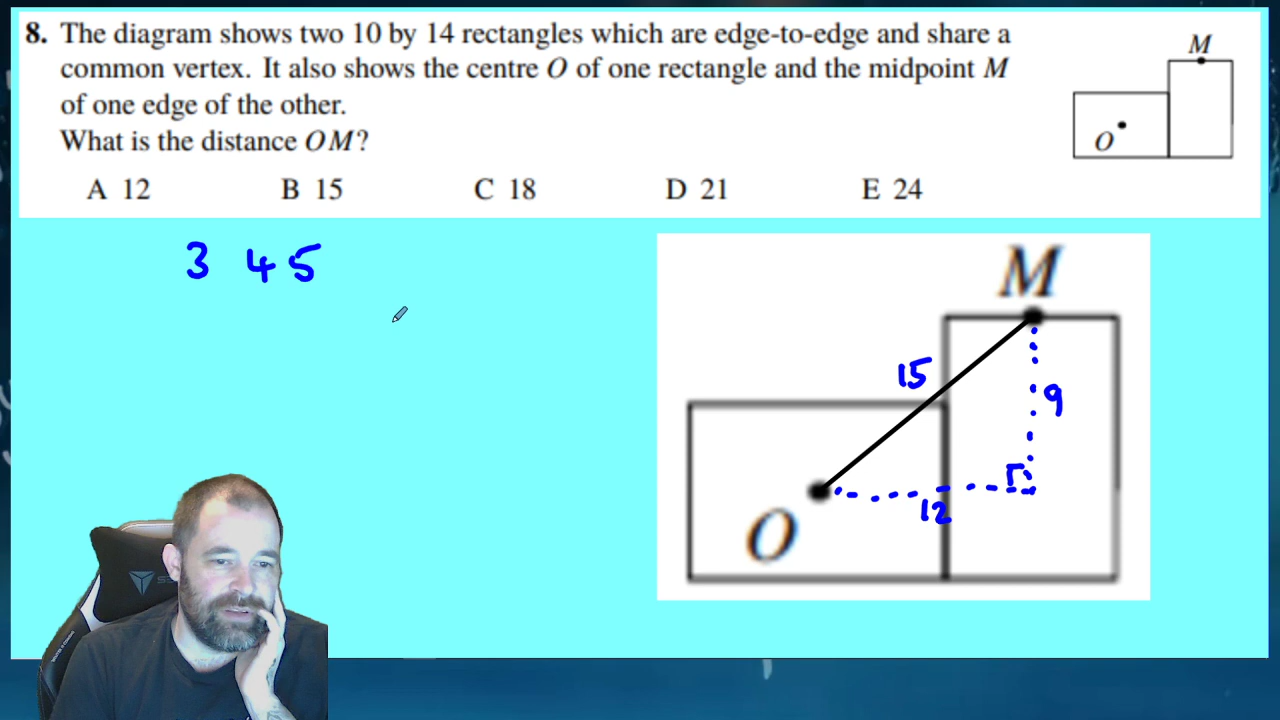 8. The diagram shows two 10 by 14 rectangles which are edge-to-edge and share a
common vertex. It also shows the centre O of one rectangle and the midpoint M
of one edge of the other.
What is the distance OM?
A 12 B 15 C 18 D 21 E 24
M
O
3 4 5
M
15
9
12
O